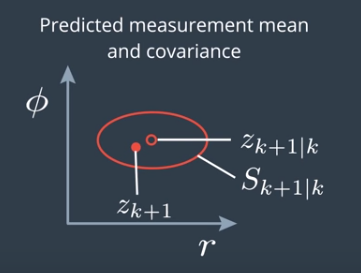 Predicted measurement mean
and covariance
ϕ
z_{k+1|k}
S_{k+1|k}
z_{k+1}
r